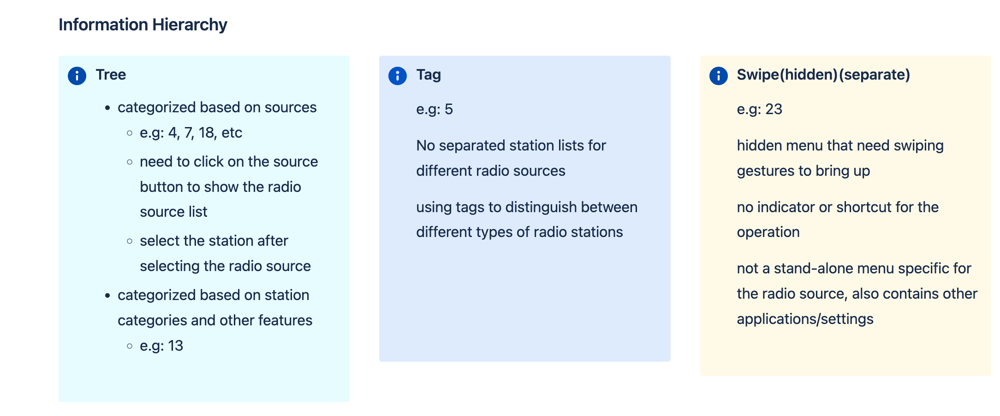 Information Hierarchy
Tree
categorized based on sources
e.g: 4, 7, 18, etc
need to click on the source
button to show the radio
source list
select the station after
selecting the radio source
categorized based on station
categories and other features
e.g: 13
Tag
e.g: 5
No separated station lists for
different radio sources
using tags to distinguish between
different types of radio stations
Swipe(hidden)(separate)
e.g: 23
hidden menu that need swiping
gestures to bring up
no indicator or shortcut for the
operation
not a stand-alone menu specific for
the radio source, also contains other
applications/settings